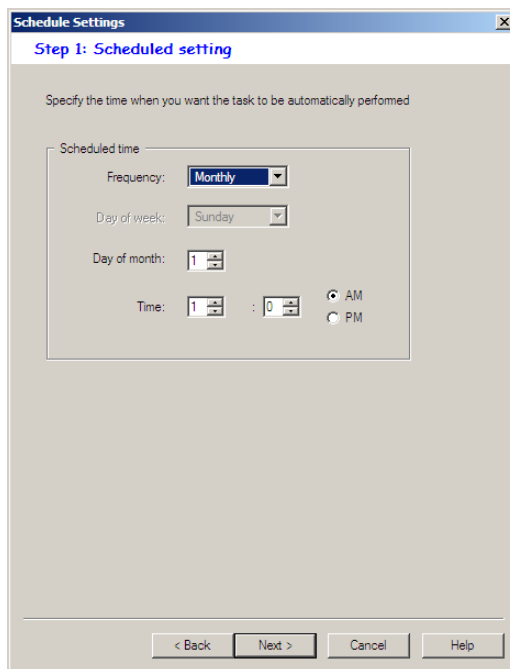 Schedule Settings
Step 1: Scheduled setting
Specify the time when you want the task to be automatically performed
Scheduled time
Frequency: Monthly
Day of week: Sunday
Day of month: 1
Time: 1 : 0 AM
PM
< Back Next > Cancel Help